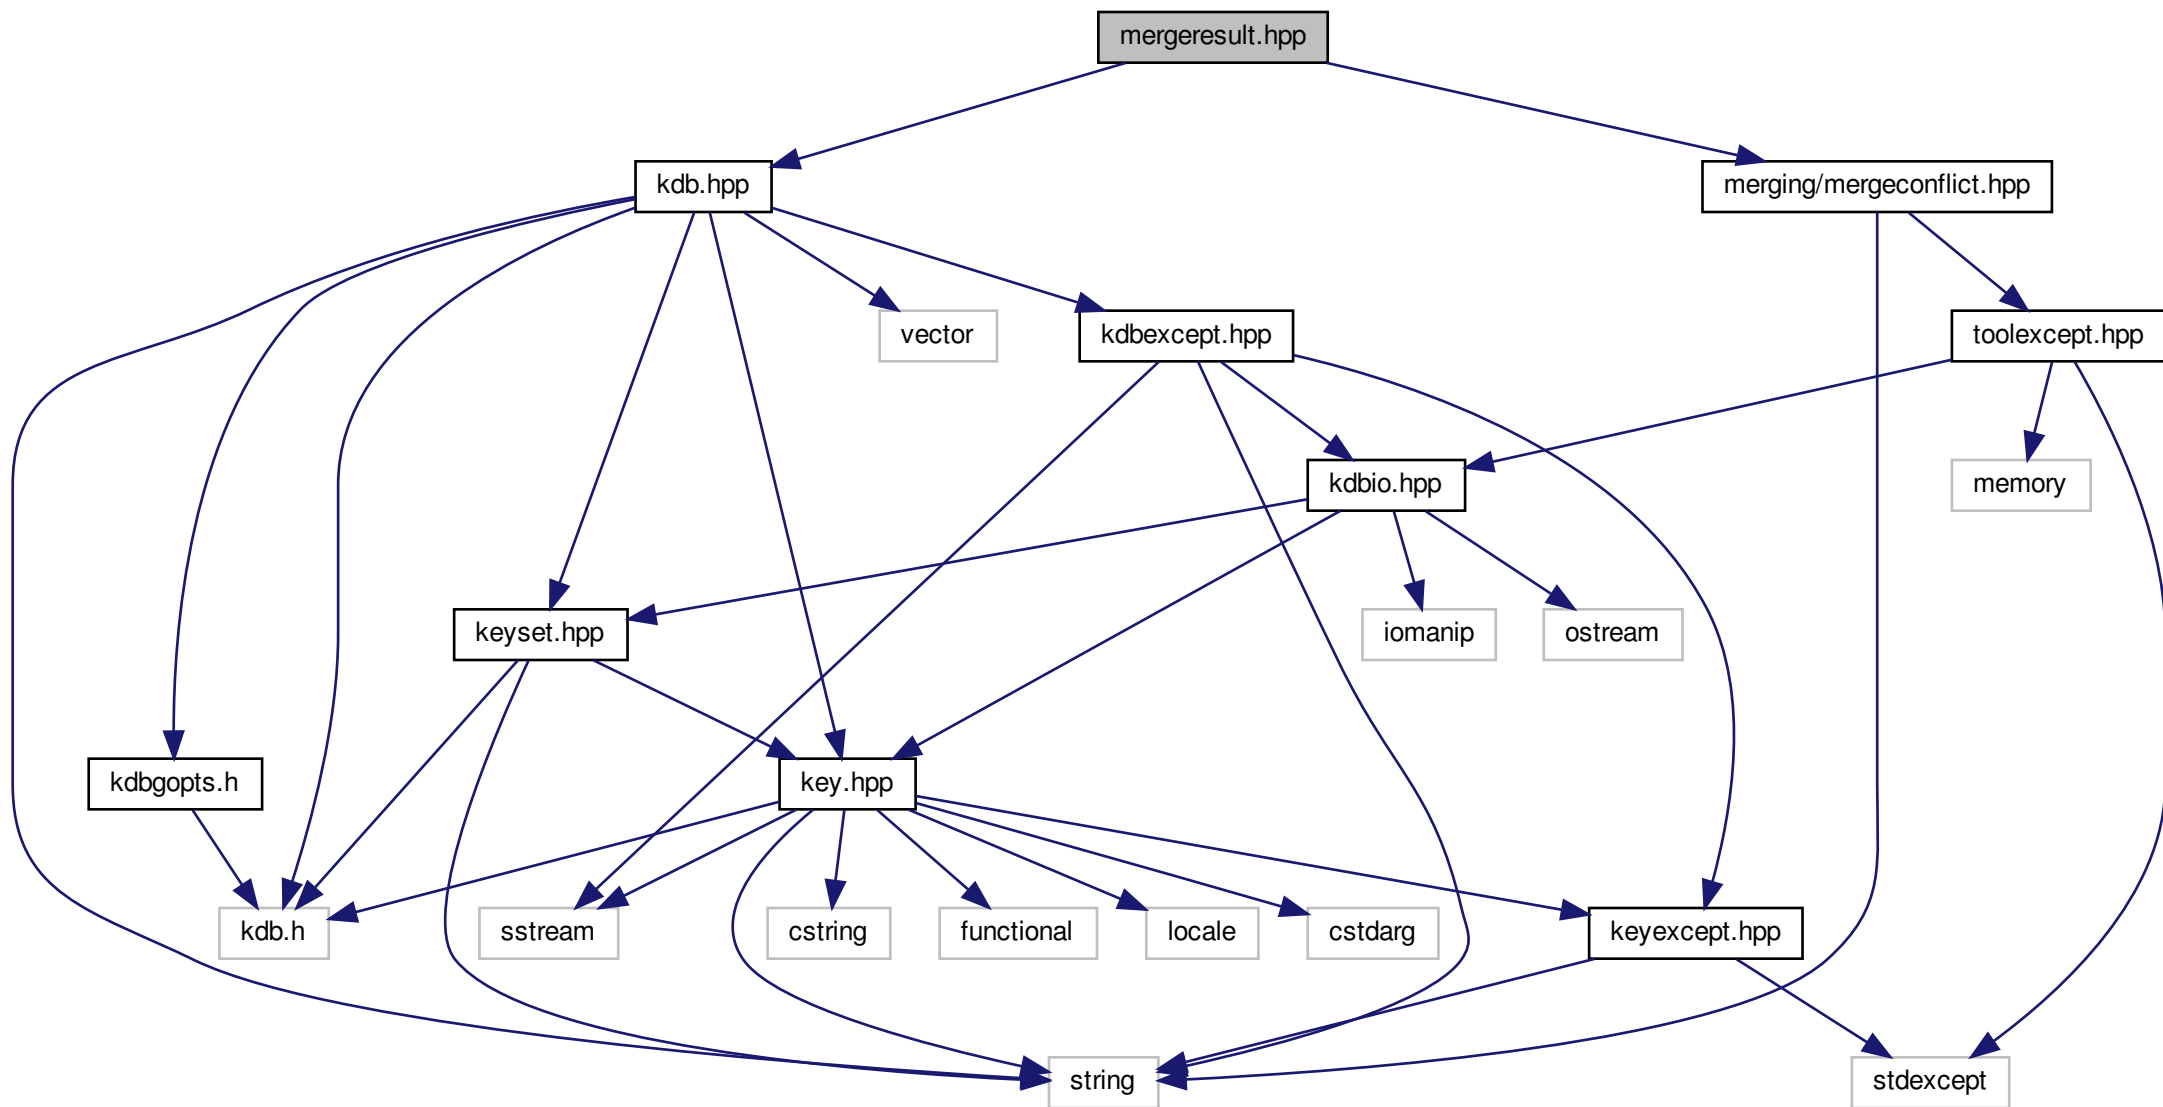 mergeresult.hpp
kdb.hpp
merging/mergeconflict.hpp
vector
kdbexcept.hpp
toolexcept.hpp
kdbio.hpp
memory
keyset.hpp
iomanip
ostream
kdbgopts.h
key.hpp
kdb.h
sstream
cstring
functional
locale
cstdarg
keyexcept.hpp
string
stdexcept